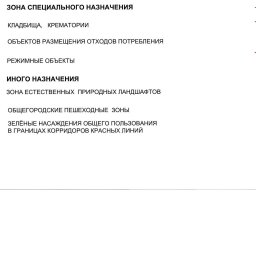 ЗОНА СПЕЦИАЛЬНОГО НАЗНАЧЕНИЯ
КЛАДБИЩА, КРЕМАТОРИИ
ОБЪЕКТОВ РАЗМЕЩЕНИЯ ОТХОДОВ ПОТРЕБЛЕНИЯ
РЕЖИМНЫЕ ОБЪЕКТЫ
ИНОГО НАЗНАЧЕНИЯ
ЗОНА ЕСТЕСТВЕННЫХ ПРИРОДНЫХ ЛАНДШАФТОВ
ОБЩЕГОРОДСКИЕ ПЕШЕХОДНЫЕ ЗОНЫ
ЗЕЛЁНЫЕ НАСАЖДЕНИЯ ОБЩЕГО ПОЛЬЗОВАНИЯ
В ГРАНИЦАХ КОРРИДОРОВ КРАСНЫХ ЛИНИЙ